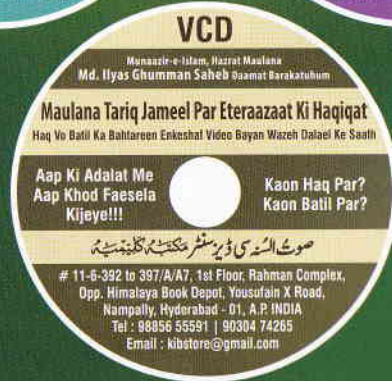 VCD
Munaazir-e-Islam, Hazrat Maulana
Md. Ilyas Ghumman Saheb Daamat Barakatuhum
Maulana Tariq Jameel Par Eteraazaat Ki Haqiqat
Haq Vo Batil Ka Bahtareen Enkeshaf Video Bayan Wazeh Dalael Ke Saath
Aap Ki Adalat Me
Aap Khod Faesela
Kijeye!!!
Kaon Haq Par?
Kaon Batil Par?
صوتُ السُّنہ سی ڈیز سنٹر مکتبہ کلیمیہ
# 11-6-392 to 397/A/A7, 1st Floor, Rahman Complex,
Opp. Himalaya Book Depot, Yousufain X Road,
Nampally, Hyderabad - 01, A.P. INDIA
Tel : 98856 55591 | 90304 74265
Email : kibstore@gmail.com